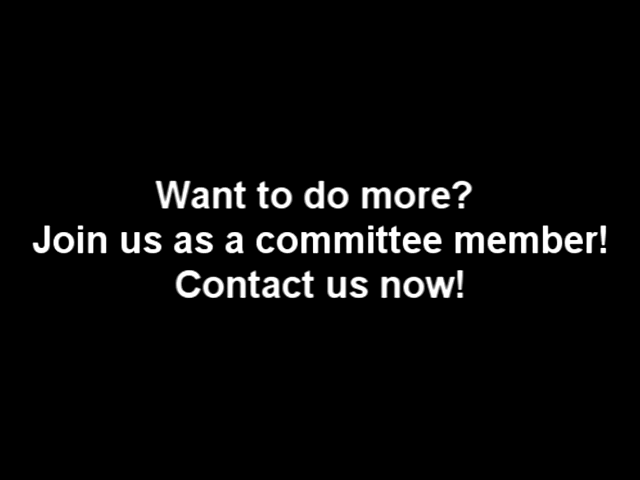 Want to do more?
Join us as a committee member!
Contact us now!